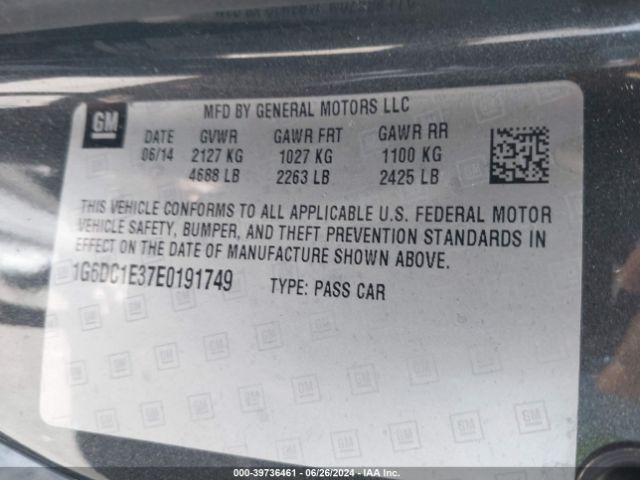 MFD BY GENERAL MOTORS LLC
GM
DATE GVWR GAWR FRT GAWR RR
06/14 2127 KG 1027 KG 1100 KG
4688 LB 2263 LB 2425 LB
THIS VEHICLE CONFORMS TO ALL APPLICABLE U.S. FEDERAL MOTOR
VEHICLE SAFETY, BUMPER, AND THEFT PREVENTION STANDARDS IN
EFFECT ON THE DATE OF MANUFACTURE SHOWN ABOVE.
1G6DC1E37E0191749 TYPE: PASS CAR
000-39736461 | 06/26/2024 | IAA Inc.